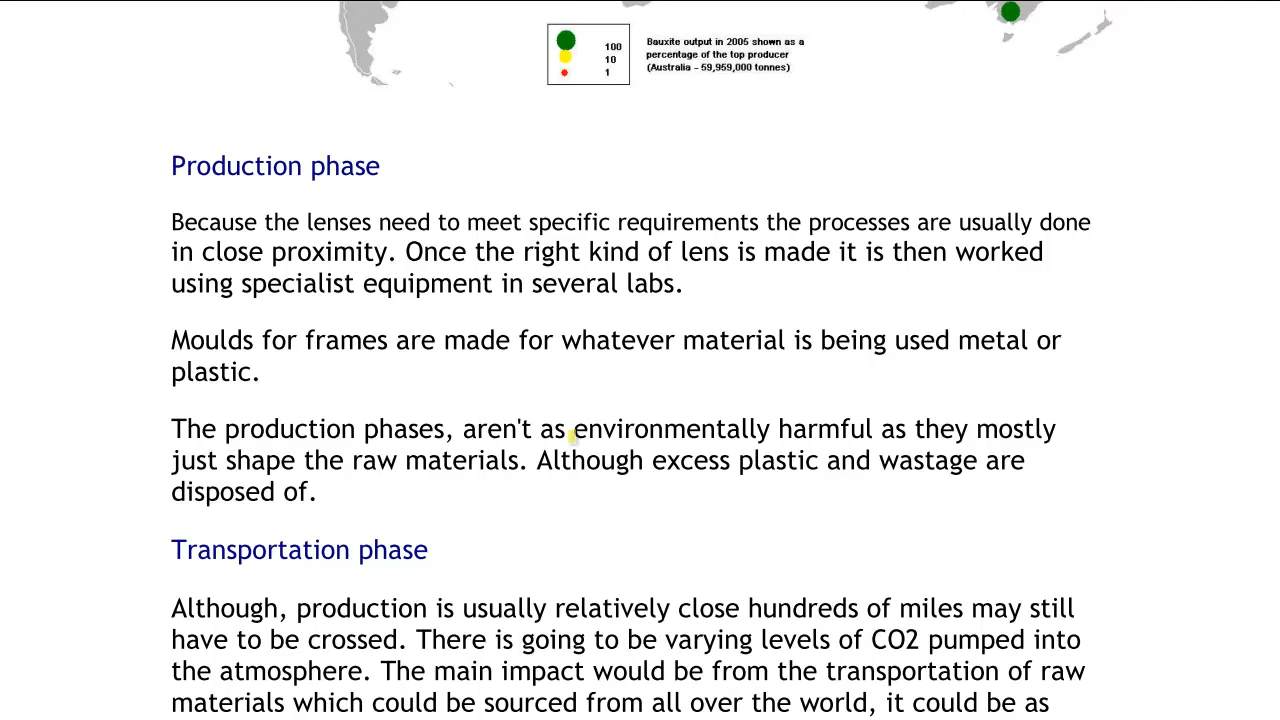 100
10
1
Bauxite output in 2005 shown as a
percentage of the top producer
(Australia - 59,959,000 tonnes)
Production phase
Because the lenses need to meet specific requirements the processes are usually done
in close proximity. Once the right kind of lens is made it is then worked
using specialist equipment in several labs.
Moulds for frames are made for whatever material is being used metal or
plastic.
The production phases, aren't as environmentally harmful as they mostly
just shape the raw materials. Although excess plastic and wastage are
disposed of.
Transportation phase
Although, production is usually relatively close hundreds of miles may still
have to be crossed. There is going to be varying levels of CO2 pumped into
the atmosphere. The main impact would be from the transportation of raw
materials which could be sourced from all over the world, it could be as